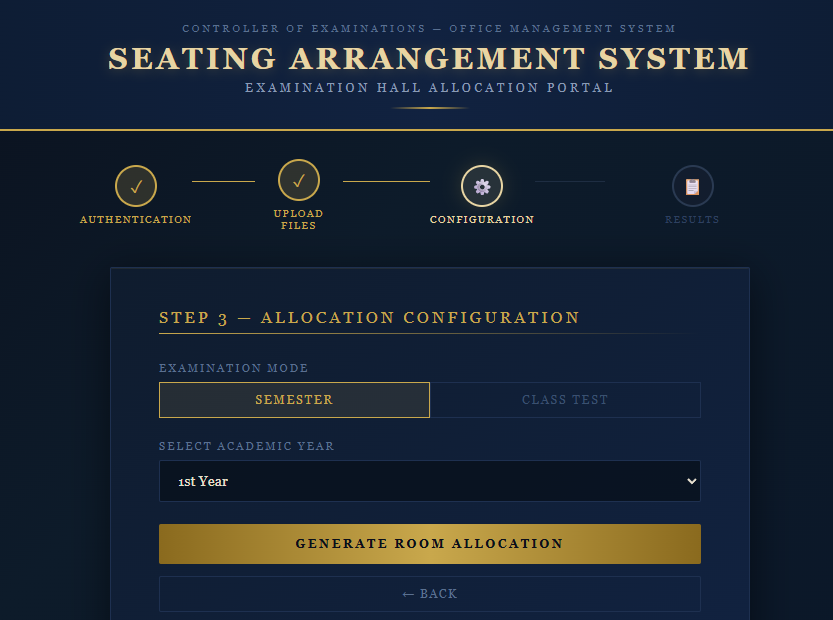 CONTROLLER OF EXAMINATIONS — OFFICE MANAGEMENT SYSTEM
SEATING ARRANGEMENT SYSTEM
EXAMINATION HALL ALLOCATION PORTAL
AUTHENTICATION
UPLOAD
FILES
CONFIGURATION
RESULTS
STEP 3 — ALLOCATION CONFIGURATION
EXAMINATION MODE
SEMESTER
CLASS TEST
SELECT ACADEMIC YEAR
1st Year
GENERATE ROOM ALLOCATION
← BACK